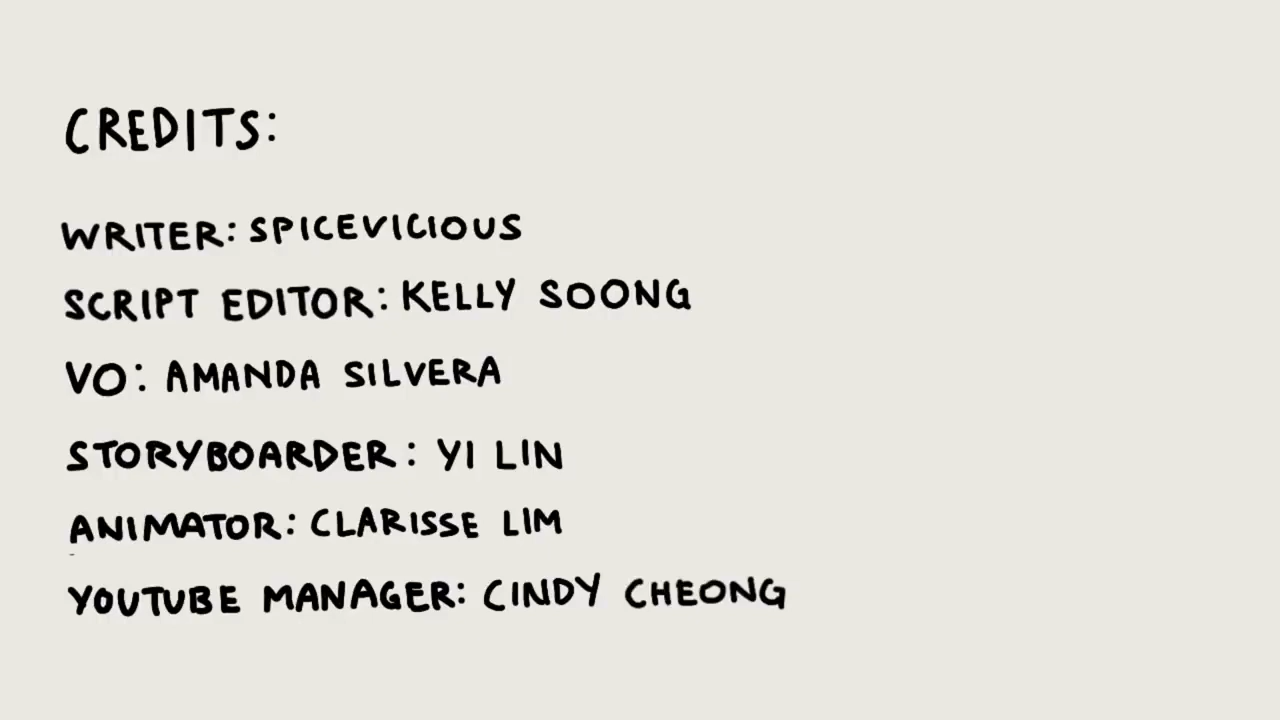 CREDITS:
WRITER: SPICEVICIOUS
SCRIPT EDITOR: KELLY SOONG
VO: AMANDA SILVERA
STORYBOARDER: YI LIN
ANIMATOR: CLARISSE LIM
YOUTUBE MANAGER: CINDY CHEONG